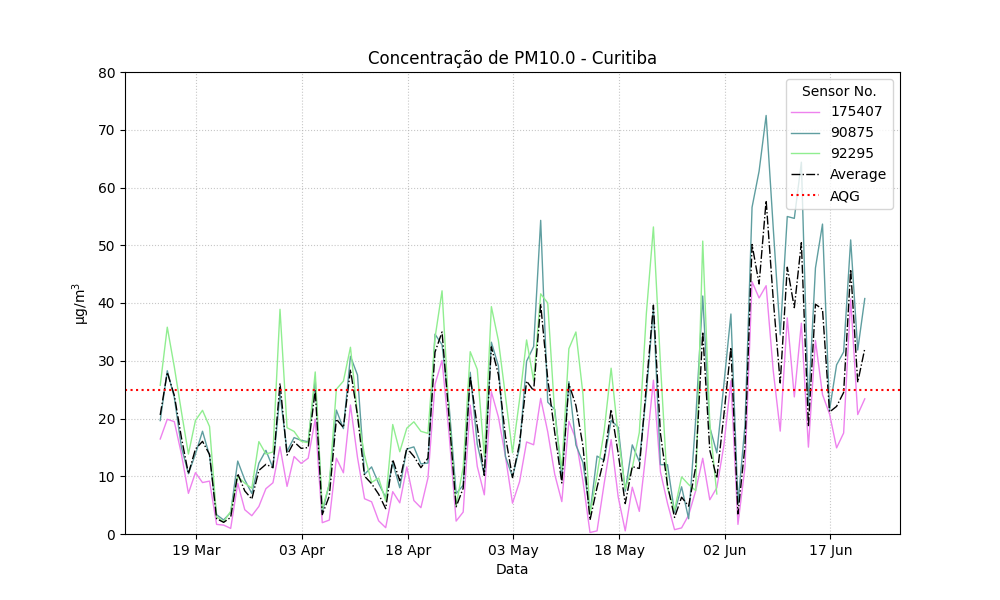 Concentração de PM10.0 - Curitiba
80
70
60
50
40
30
20
10
0
µg/m³
Sensor No.
175407
90875
92295
Average
AQG
19 Mar
03 Apr
18 Apr
03 May
18 May
02 Jun
17 Jun
Data